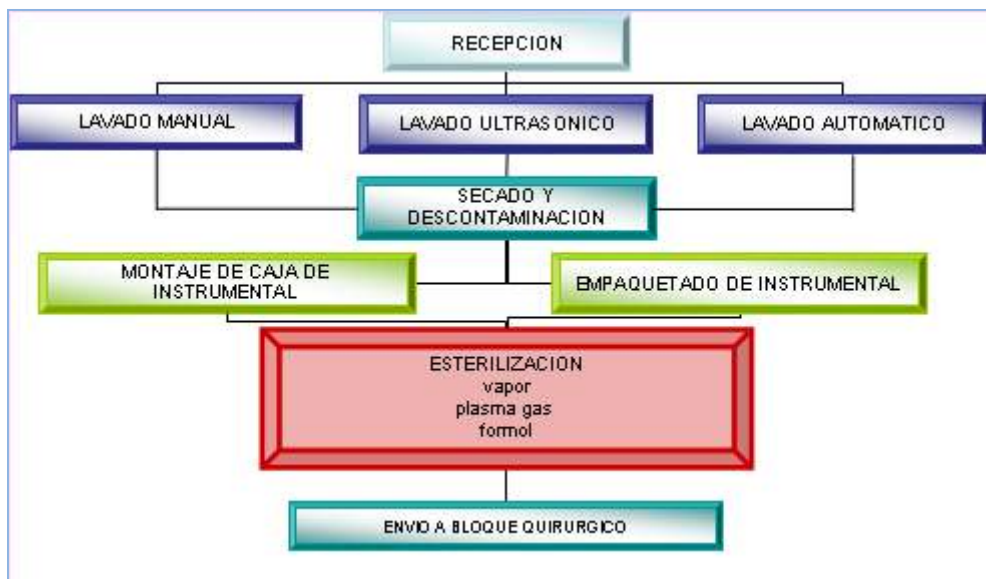 RECEPCION
LAVADO MANUAL
LAVADO ULTRASONICO
LAVADO AUTOMATICO
SECADO Y
DESCONTAMINACION
MONTAJE DE CAJA DE
INSTRUMENTAL
EMPAQUETADO DE INSTRUMENTAL
ESTERILIZACION
vapor
plasma gas
formol
ENVIO A BLOQUE QUIRURGICO